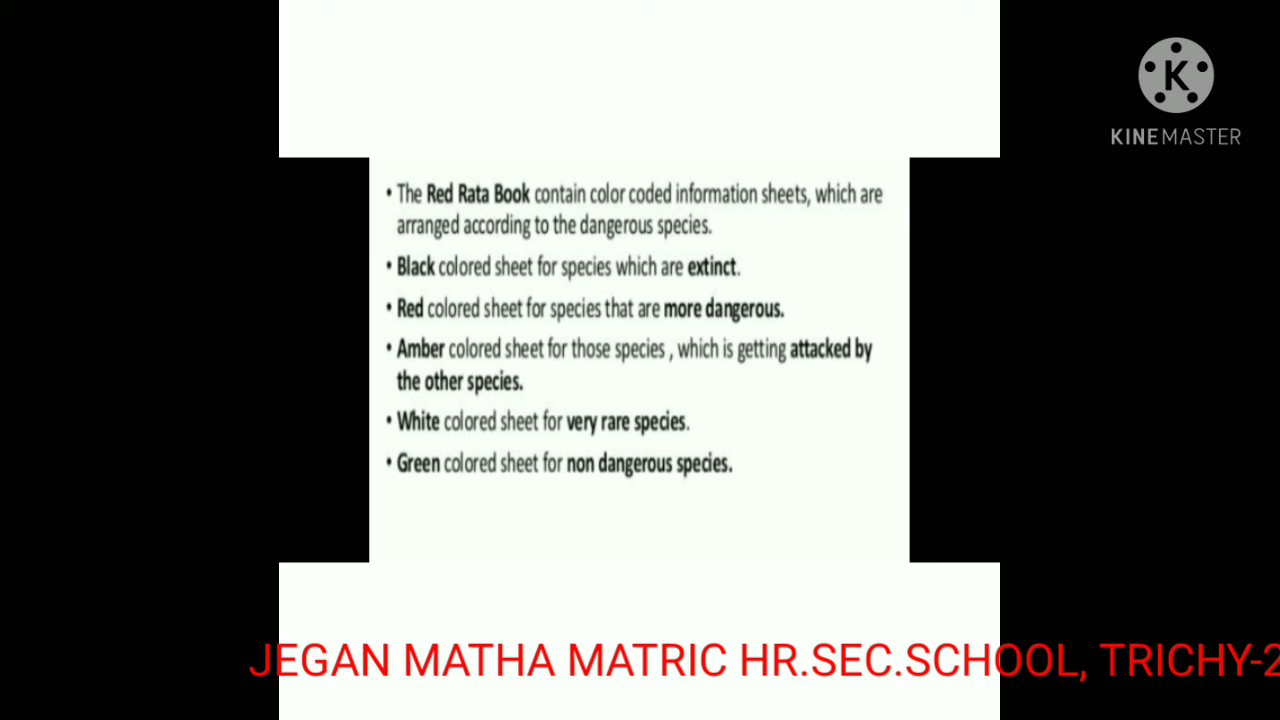 KINEMASTER
• The Red Rata Book contain color coded information sheets, which are
arranged according to the dangerous species.
• Black colored sheet for species which are extinct.
• Red colored sheet for species that are more dangerous.
• Amber colored sheet for those species , which is getting attacked by
the other species.
• White colored sheet for very rare species.
• Green colored sheet for non dangerous species.
JEGAN MATHA MATRIC HR.SEC.SCHOOL, TRICHY-2